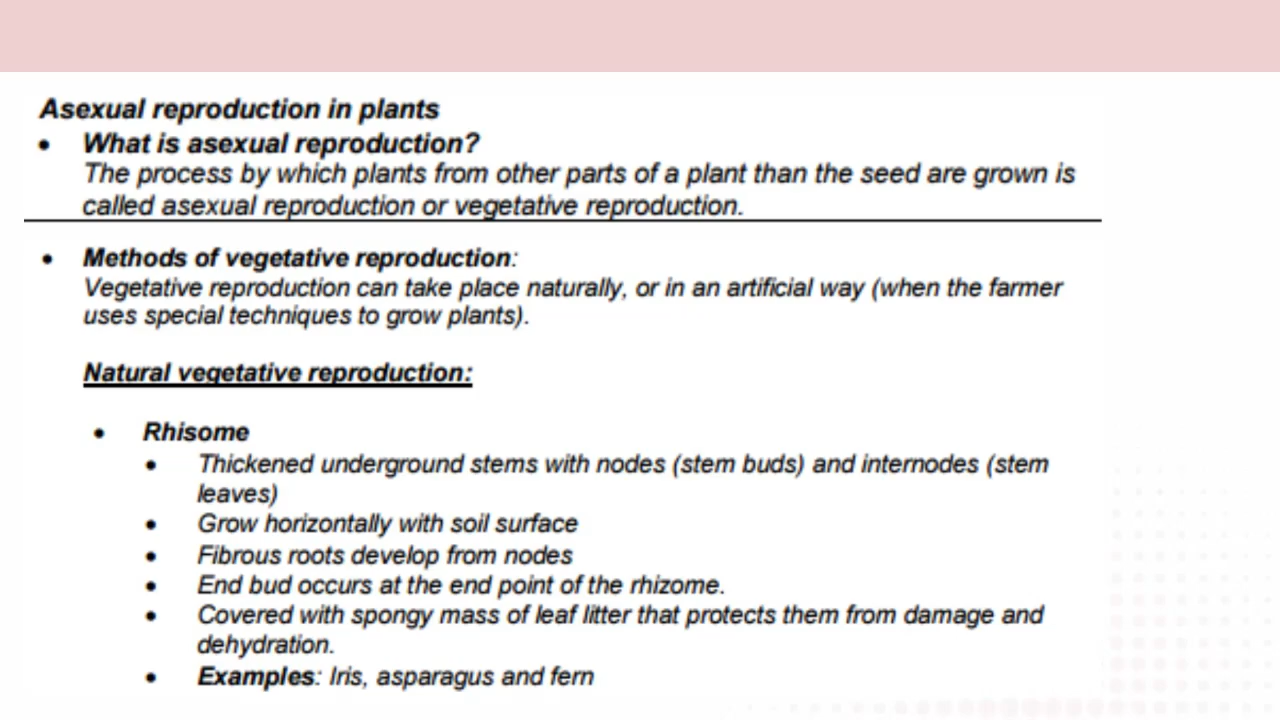 Asexual reproduction in plants
• What is asexual reproduction?
The process by which plants from other parts of a plant than the seed are grown is
called asexual reproduction or vegetative reproduction.
• Methods of vegetative reproduction:
Vegetative reproduction can take place naturally, or in an artificial way (when the farmer
uses special techniques to grow plants).
Natural vegetative reproduction:
• Rhisome
• Thickened underground stems with nodes (stem buds) and internodes (stem
leaves)
• Grow horizontally with soil surface
• Fibrous roots develop from nodes
• End bud occurs at the end point of the rhizome.
• Covered with spongy mass of leaf litter that protects them from damage and
dehydration.
• Examples: Iris, asparagus and fern